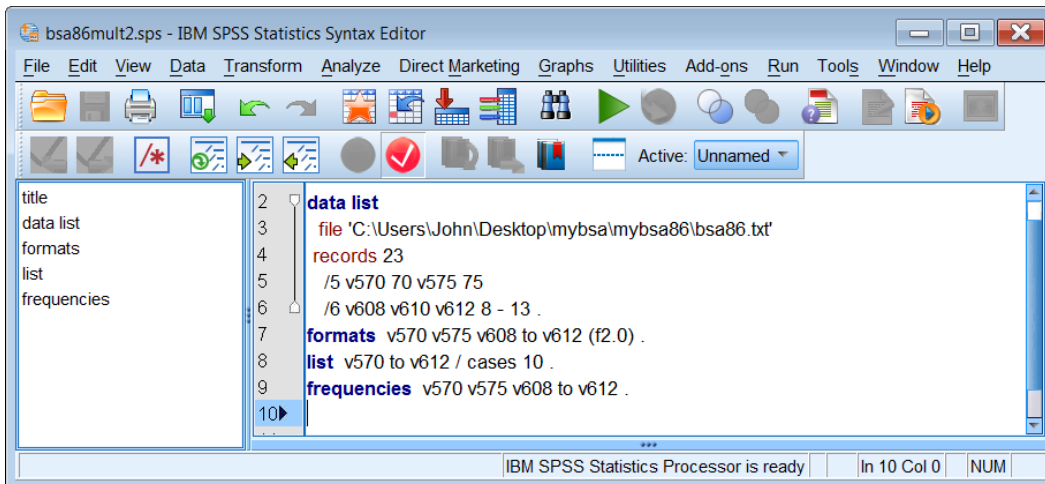 bsa86mult2.sps - IBM SPSS Statistics Syntax Editor
File Edit View Data Transform Analyze Direct Marketing Graphs Utilities Add-ons Run Tools Window Help
/* Active: Unnamed
title
data list
formats
list
frequencies
2 data list
3 file 'C:\Users\John\Desktop\mybsa\mybsa86\bsa86.txt'
4 records 23
5 /5 v570 70 v575 75
6 /6 v608 v610 v612 8 - 13 .
7 formats v570 v575 v608 to v612 (f2.0) .
8 list v570 to v612 / cases 10 .
9 frequencies v570 v575 v608 to v612 .
10
IBM SPSS Statistics Processor is ready In 10 Col 0 NUM